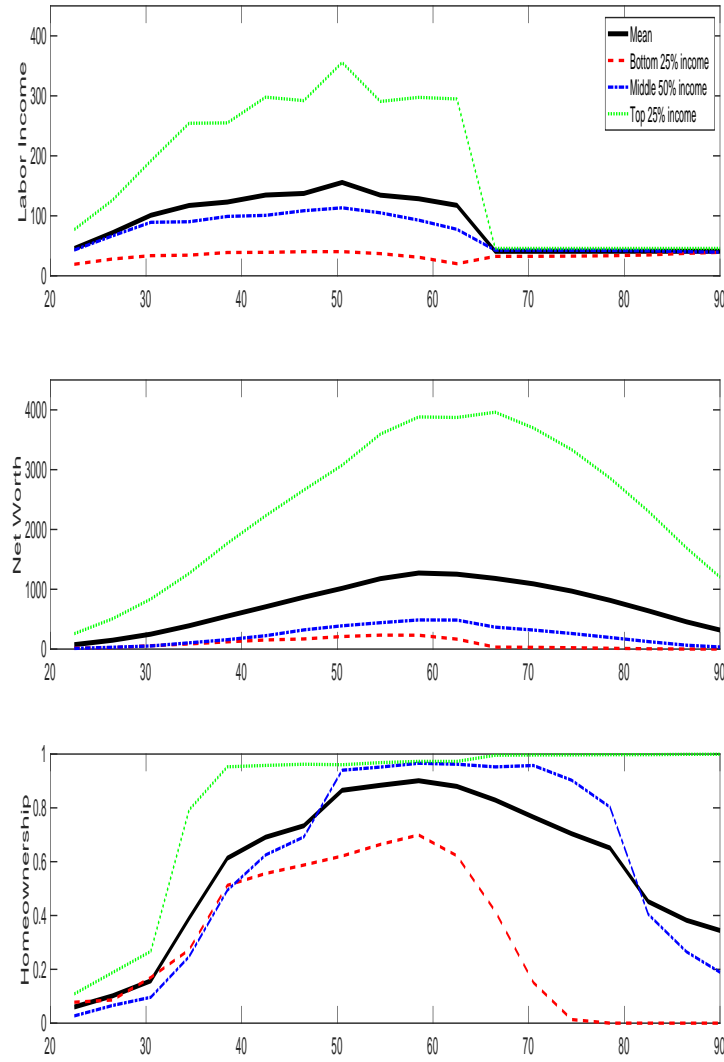 Labor Income
400
300
200
100
0
20 30 40 50 60 70 80 90
Mean
Bottom 25% income
Middle 50% income
Top 25% income
Net Worth
4000
3000
2000
1000
0
20 30 40 50 60 70 80 90
Homeownership
1
0.8
0.6
0.4
0.2
0
20 30 40 50 60 70 80 90